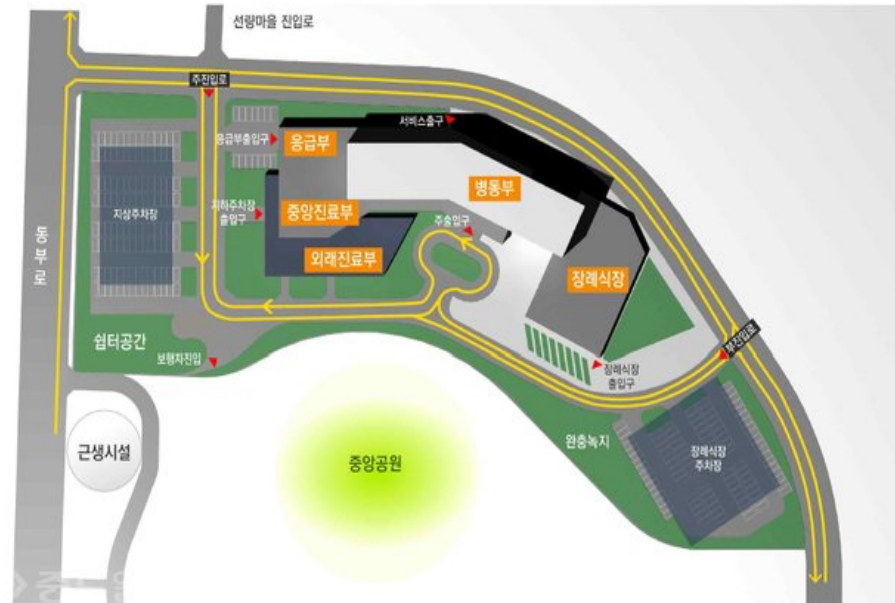 선량마을 진입로
주진입로
서비스출구
응급부출입구
응급부
병동부
지하주차장
출입구
중앙진료부
주출입구
지상주차장
외래진료부
장례식장
동부로
쉼터공간
보행자진입
부진입로
장례식장
출입구
근생시설
중앙공원
완충녹지
장례식장
주차장